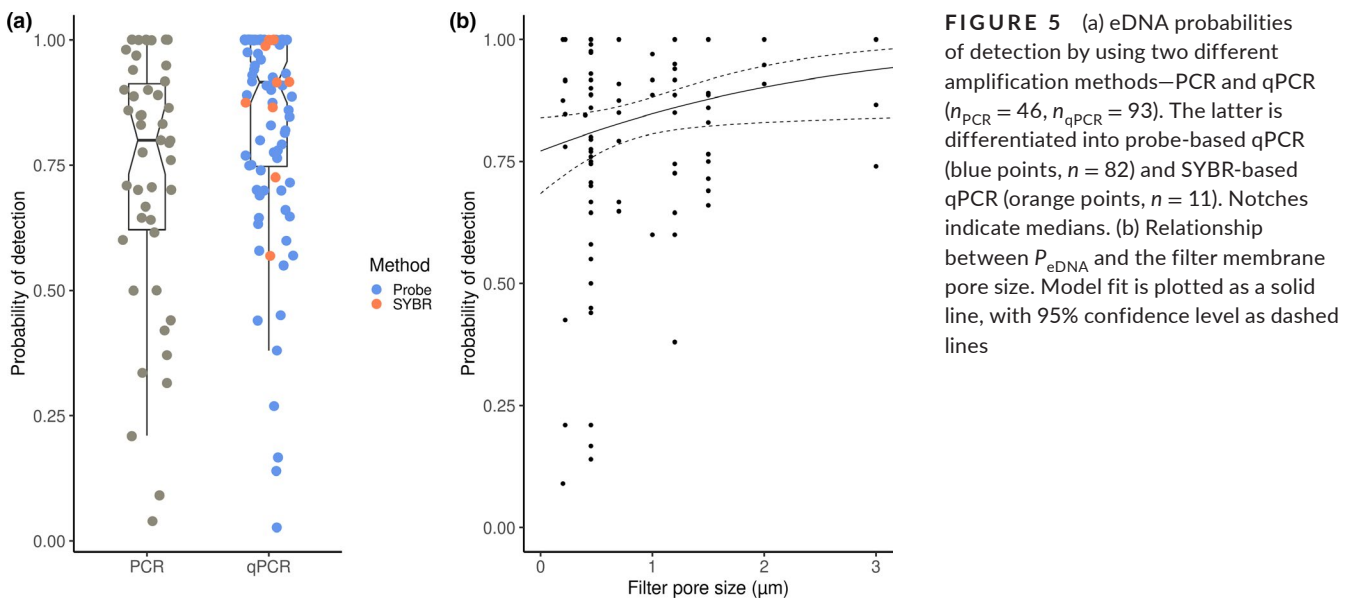 (a)
1.00
0.75
0.50
0.25
0.00
Probability of detection
PCR
qPCR
Method
Probe
SYBR
(b)
1.00
0.75
0.50
0.25
0.00
Probability of detection
0
1
2
3
Filter pore size (µm)
FIGURE 5 (a) eDNA probabilities
of detection by using two different
amplification methods—PCR and qPCR
(nPCR = 46, nqPCR = 93). The latter is
differentiated into probe-based qPCR
(blue points, n = 82) and SYBR-based
qPCR (orange points, n = 11). Notches
indicate medians. (b) Relationship
between PeDNA and the filter membrane
pore size. Model fit is plotted as a solid
line, with 95% confidence level as dashed
lines